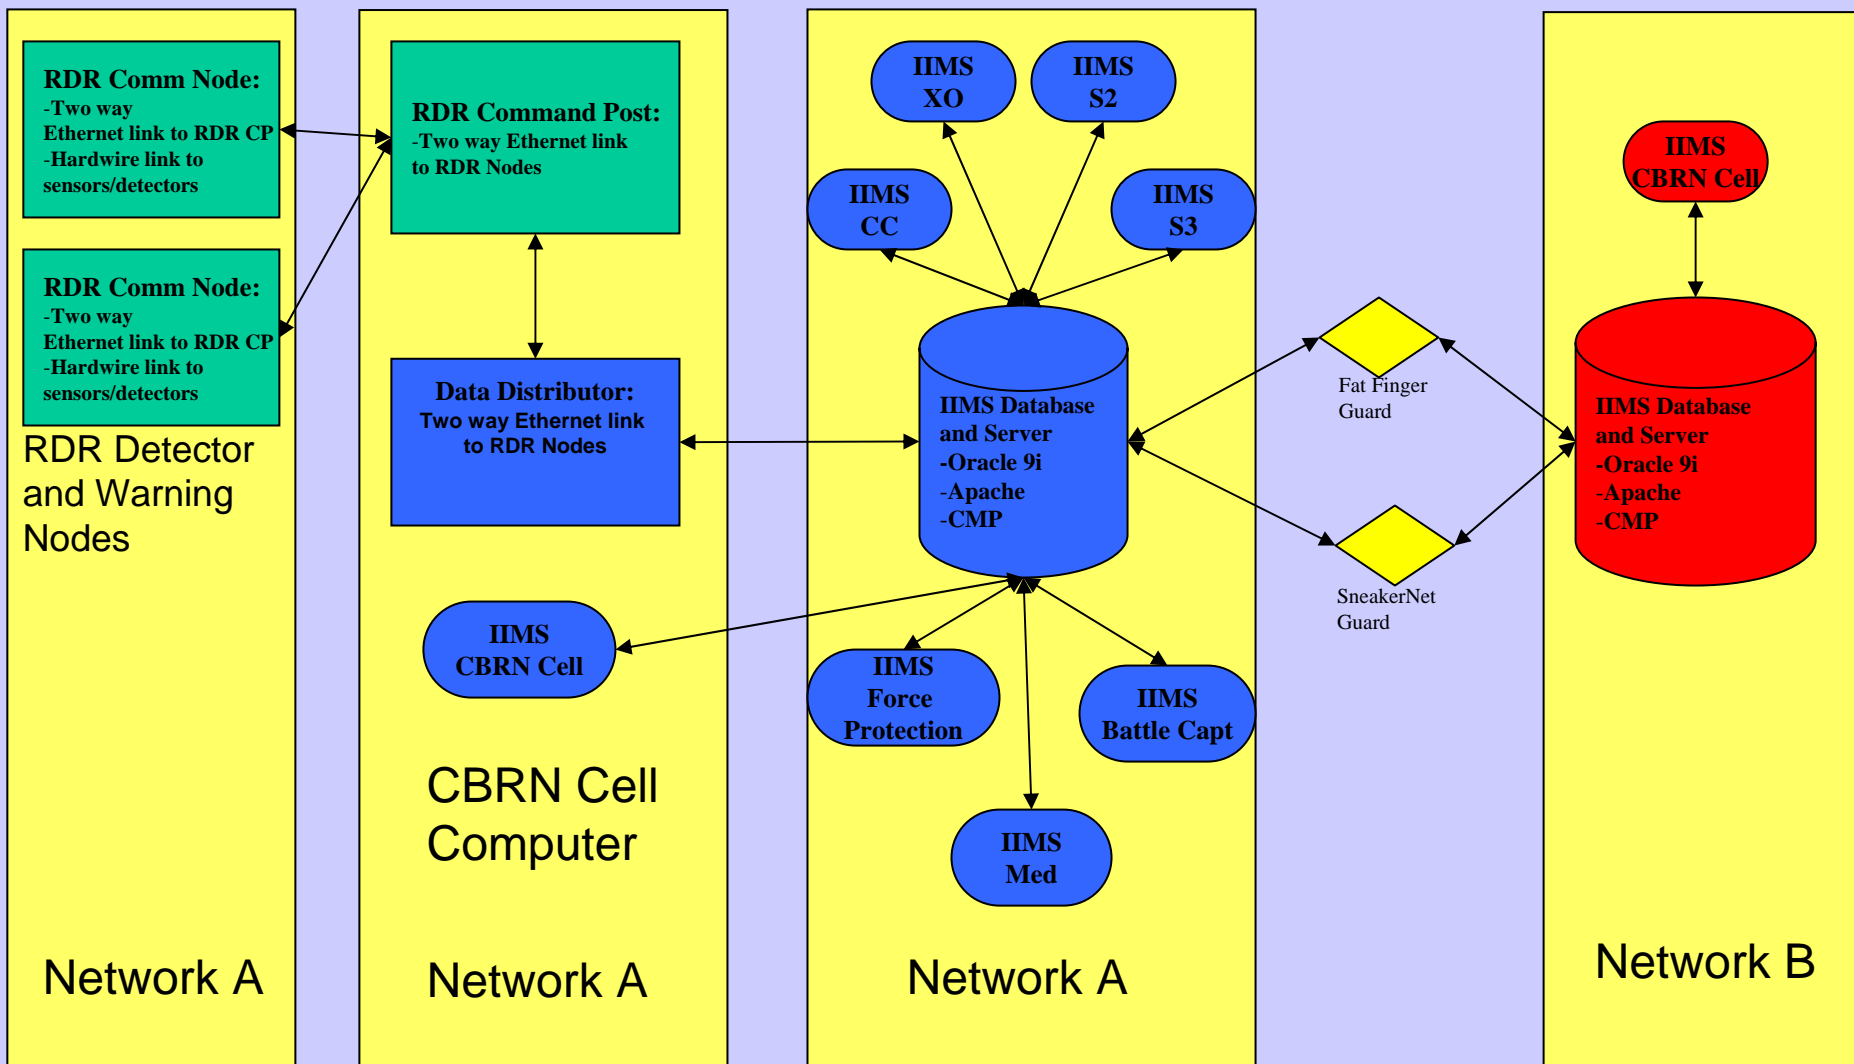 RDR Comm Node:
-Two way
Ethernet link to RDR CP
-Hardwire link to
sensors/detectors
RDR Comm Node:
-Two way
Ethernet link to RDR CP
-Hardwire link to
sensors/detectors
RDR Detector
and Warning
Nodes
Network A
RDR Command Post:
-Two way Ethernet link
to RDR Nodes
Data Distributor:
Two way Ethernet link
to RDR Nodes
IIMS
CBRN Cell
CBRN Cell
Computer
Network A
IIMS
XO
IIMS
S2
IIMS
CC
IIMS
S3
IIMS Database
and Server
-Oracle 9i
-Apache
-CMP
IIMS
Force
Protection
IIMS
Battle Capt
IIMS
Med
Network A
Fat Finger
Guard
SneakerNet
Guard
IIMS
CBRN Cell
IIMS Database
and Server
-Oracle 9i
-Apache
-CMP
Network B